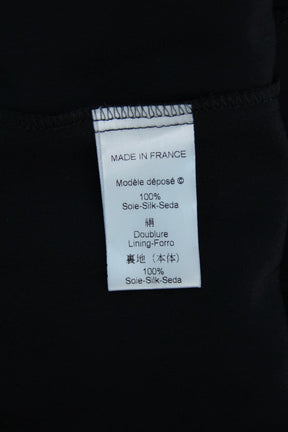 MADE IN FRANCE
Modèle déposé ©
100%
Soie-Silk-Seda
絹
Doublure
Lining-Forro
裏地(本体)
100%
Soie-Silk-Seda